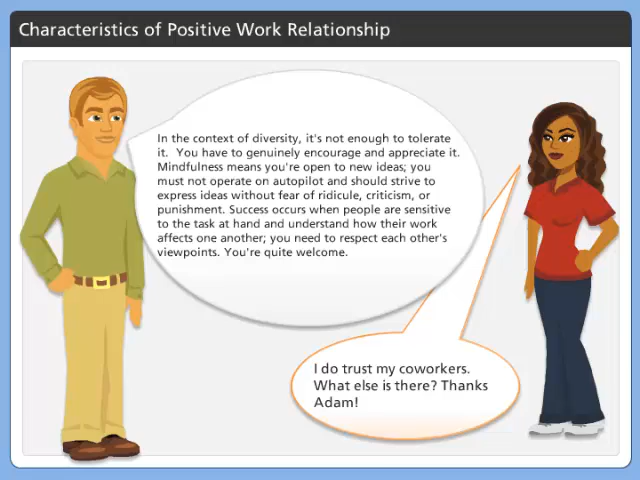 Characteristics of Positive Work Relationship
In the context of diversity, it's not enough to tolerate
it.  You have to genuinely encourage and appreciate it.
Mindfulness means you're open to new ideas; you
must not operate on autopilot and should strive to
express ideas without fear of ridicule, criticism, or
punishment. Success occurs when people are sensitive
to the task at hand and understand how their work
affects one another; you need to respect each other's
viewpoints. You're quite welcome.
I do trust my coworkers.
What else is there? Thanks
Adam!